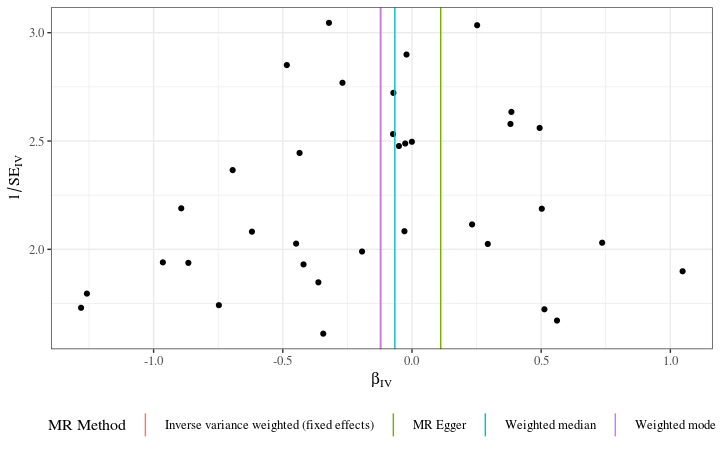 3.0
2.5
2.0
1/SE_IV
-1.0 -0.5 0.0 0.5 1.0
β_IV
MR Method Inverse variance weighted (fixed effects) MR Egger Weighted median Weighted mode